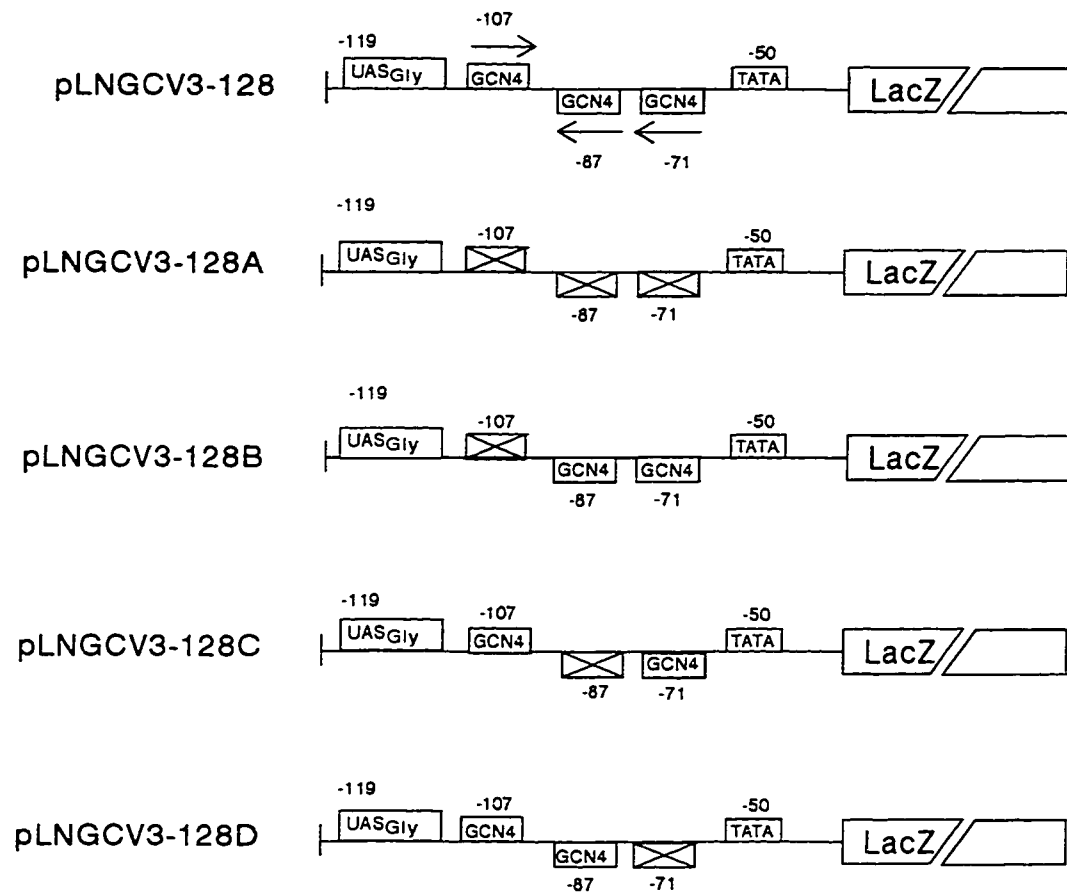 -107
-119
-50
pLNGCV3-128
UASGly
GCN4
TATA
LacZ
GCN4
GCN4
-87
-71
-119
-107
-50
pLNGCV3-128A
UASGly
TATA
LacZ
-87
-71
-119
-107
-50
pLNGCV3-128B
UASGly
TATA
LacZ
GCN4
GCN4
-87
-71
-119
-107
-50
pLNGCV3-128C
UASGly
GCN4
TATA
LacZ
GCN4
-87
-71
-119
-107
-50
pLNGCV3-128D
UASGly
GCN4
TATA
LacZ
GCN4
-87
-71